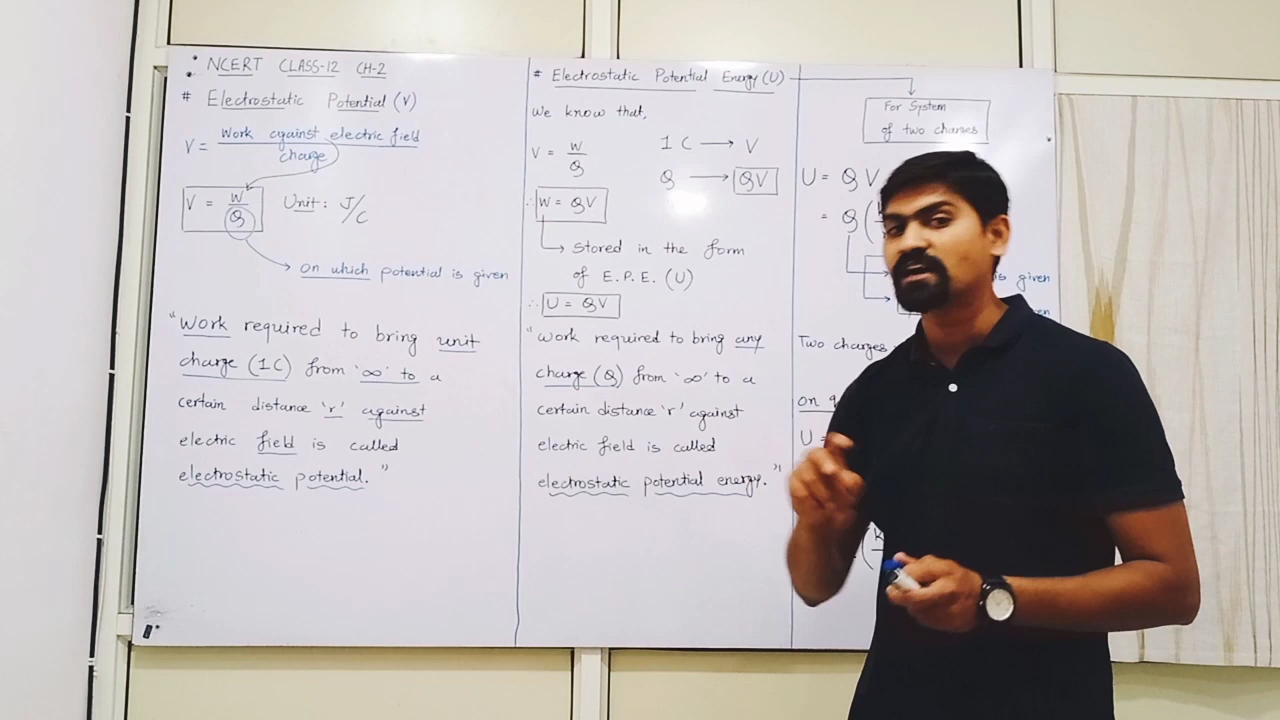 NCERT CLASS-12 CH-2
# Electrostatic Potential (V)
V = Work against electric field
charge
V = W
Q
Unit: J/C
on which potential is given
"Work required to bring unit
charge (1C) from '∞' to a
certain distance 'r' against
electric field is called
electrostatic potential."
# Electrostatic Potential Energy (U)
We know that,
V = W
Q
1 C → V
Q → QV
∴ W = QV
Stored in the form
of E.P.E. (U)
∴ U = QV
"Work required to bring any
charge (Q) from '∞' to a
certain distance 'r' against
electric field is called
electrostatic potential energy."
For System
of two charges
U = QV
= Q (
is given
Two charges
on
U =